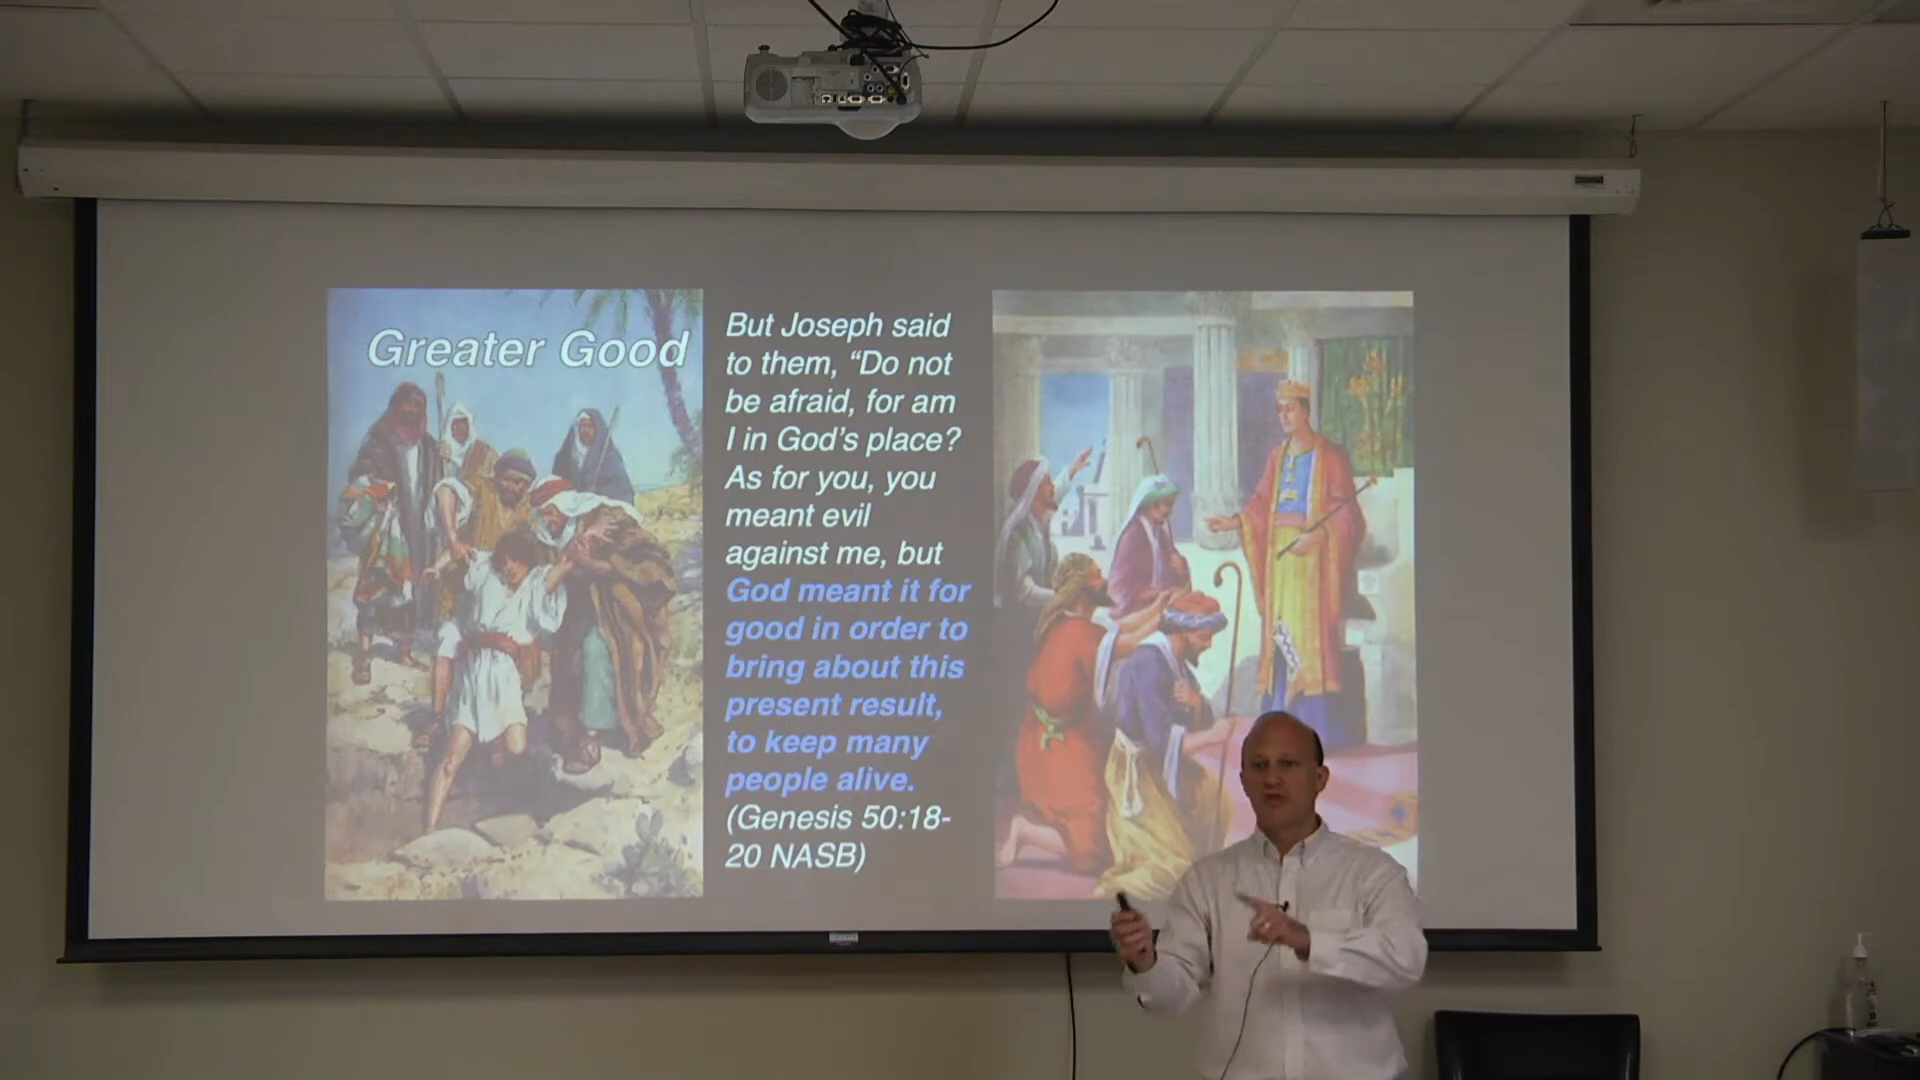 Greater Good
But Joseph said
to them, “Do not
be afraid, for am
I in God’s place?
As for you, you
meant evil
against me, but
God meant it for
good in order to
bring about this
present result,
to keep many
people alive.
(Genesis 50:18-
20 NASB)